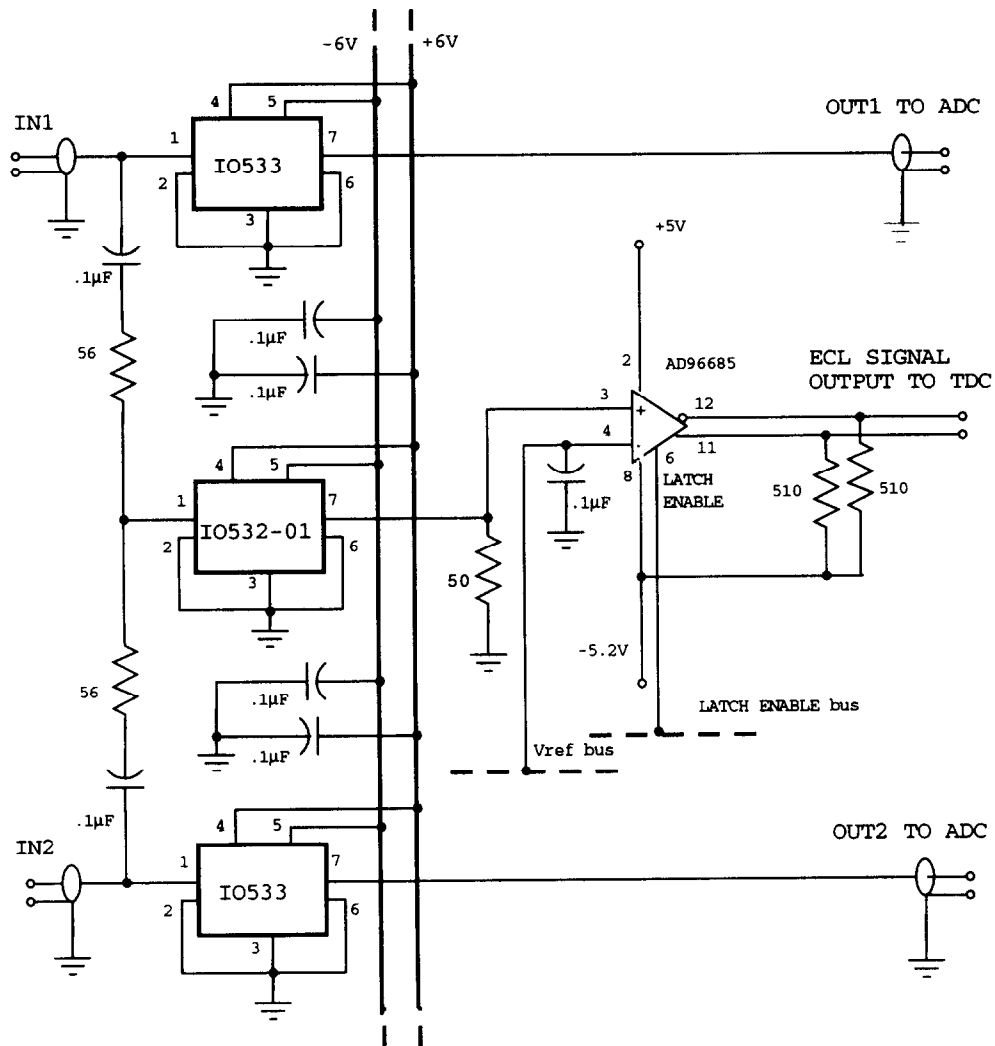 -6V
+6V
4
5
OUT1 TO ADC
IN1
1
7
IO533
2
6
3
+5V
.1µF
.1µF
56
.1µF
2
AD96685
ECL SIGNAL
OUTPUT TO TDC
3
+
12
4
-
11
4
5
8
6
LATCH
ENABLE
.1µF
510
510
1
7
IO532-01
2
6
3
50
-5.2V
56
.1µF
.1µF
LATCH ENABLE bus
Vref bus
.1µF
4
5
OUT2 TO ADC
IN2
1
7
IO533
2
6
3